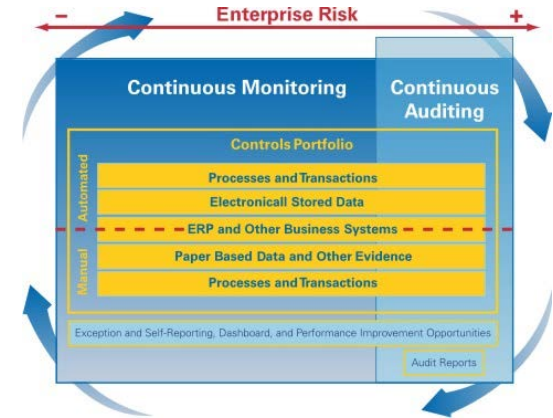 − Enterprise Risk +
Continuous Monitoring
Continuous
Auditing
Controls Portfolio
Automated
Processes and Transactions
Electronicall Stored Data
ERP and Other Business Systems
Manual
Paper Based Data and Other Evidence
Processes and Transactions
Exception and Self-Reporting, Dashboard, and Performance Improvement Opportunities
Audit Reports